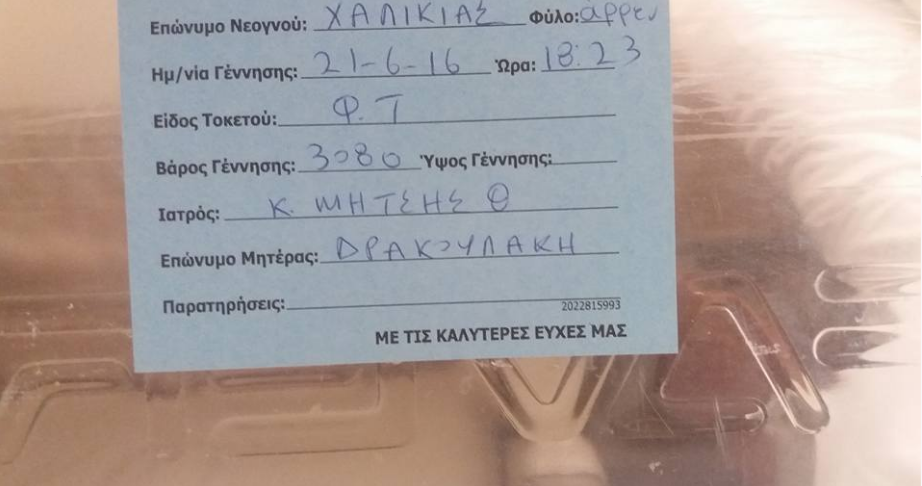 Επώνυμο Νεογνού: ΧΑΛΙΚΙΑΣ Φύλο: άρρεν
Ημ/νία Γέννησης: 21-6-16 Ώρα: 18:23
Είδος Τοκετού: Φ.Τ
Βάρος Γέννησης: 3080 Ύψος Γέννησης:
Ιατρός: Κ. ΜΗΤΣΗΣ Θ
Επώνυμο Μητέρας: ΔΡΑΚΟΥΛΑΚΗ
Παρατηρήσεις:
2022815993
ΜΕ ΤΙΣ ΚΑΛΥΤΕΡΕΣ ΕΥΧΕΣ ΜΑΣ